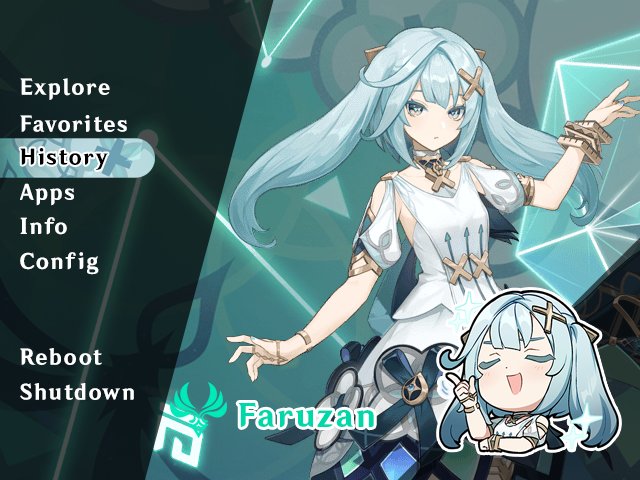 Explore
Favorites
History
Apps
Info
Config
Reboot
Shutdown
Faruzan